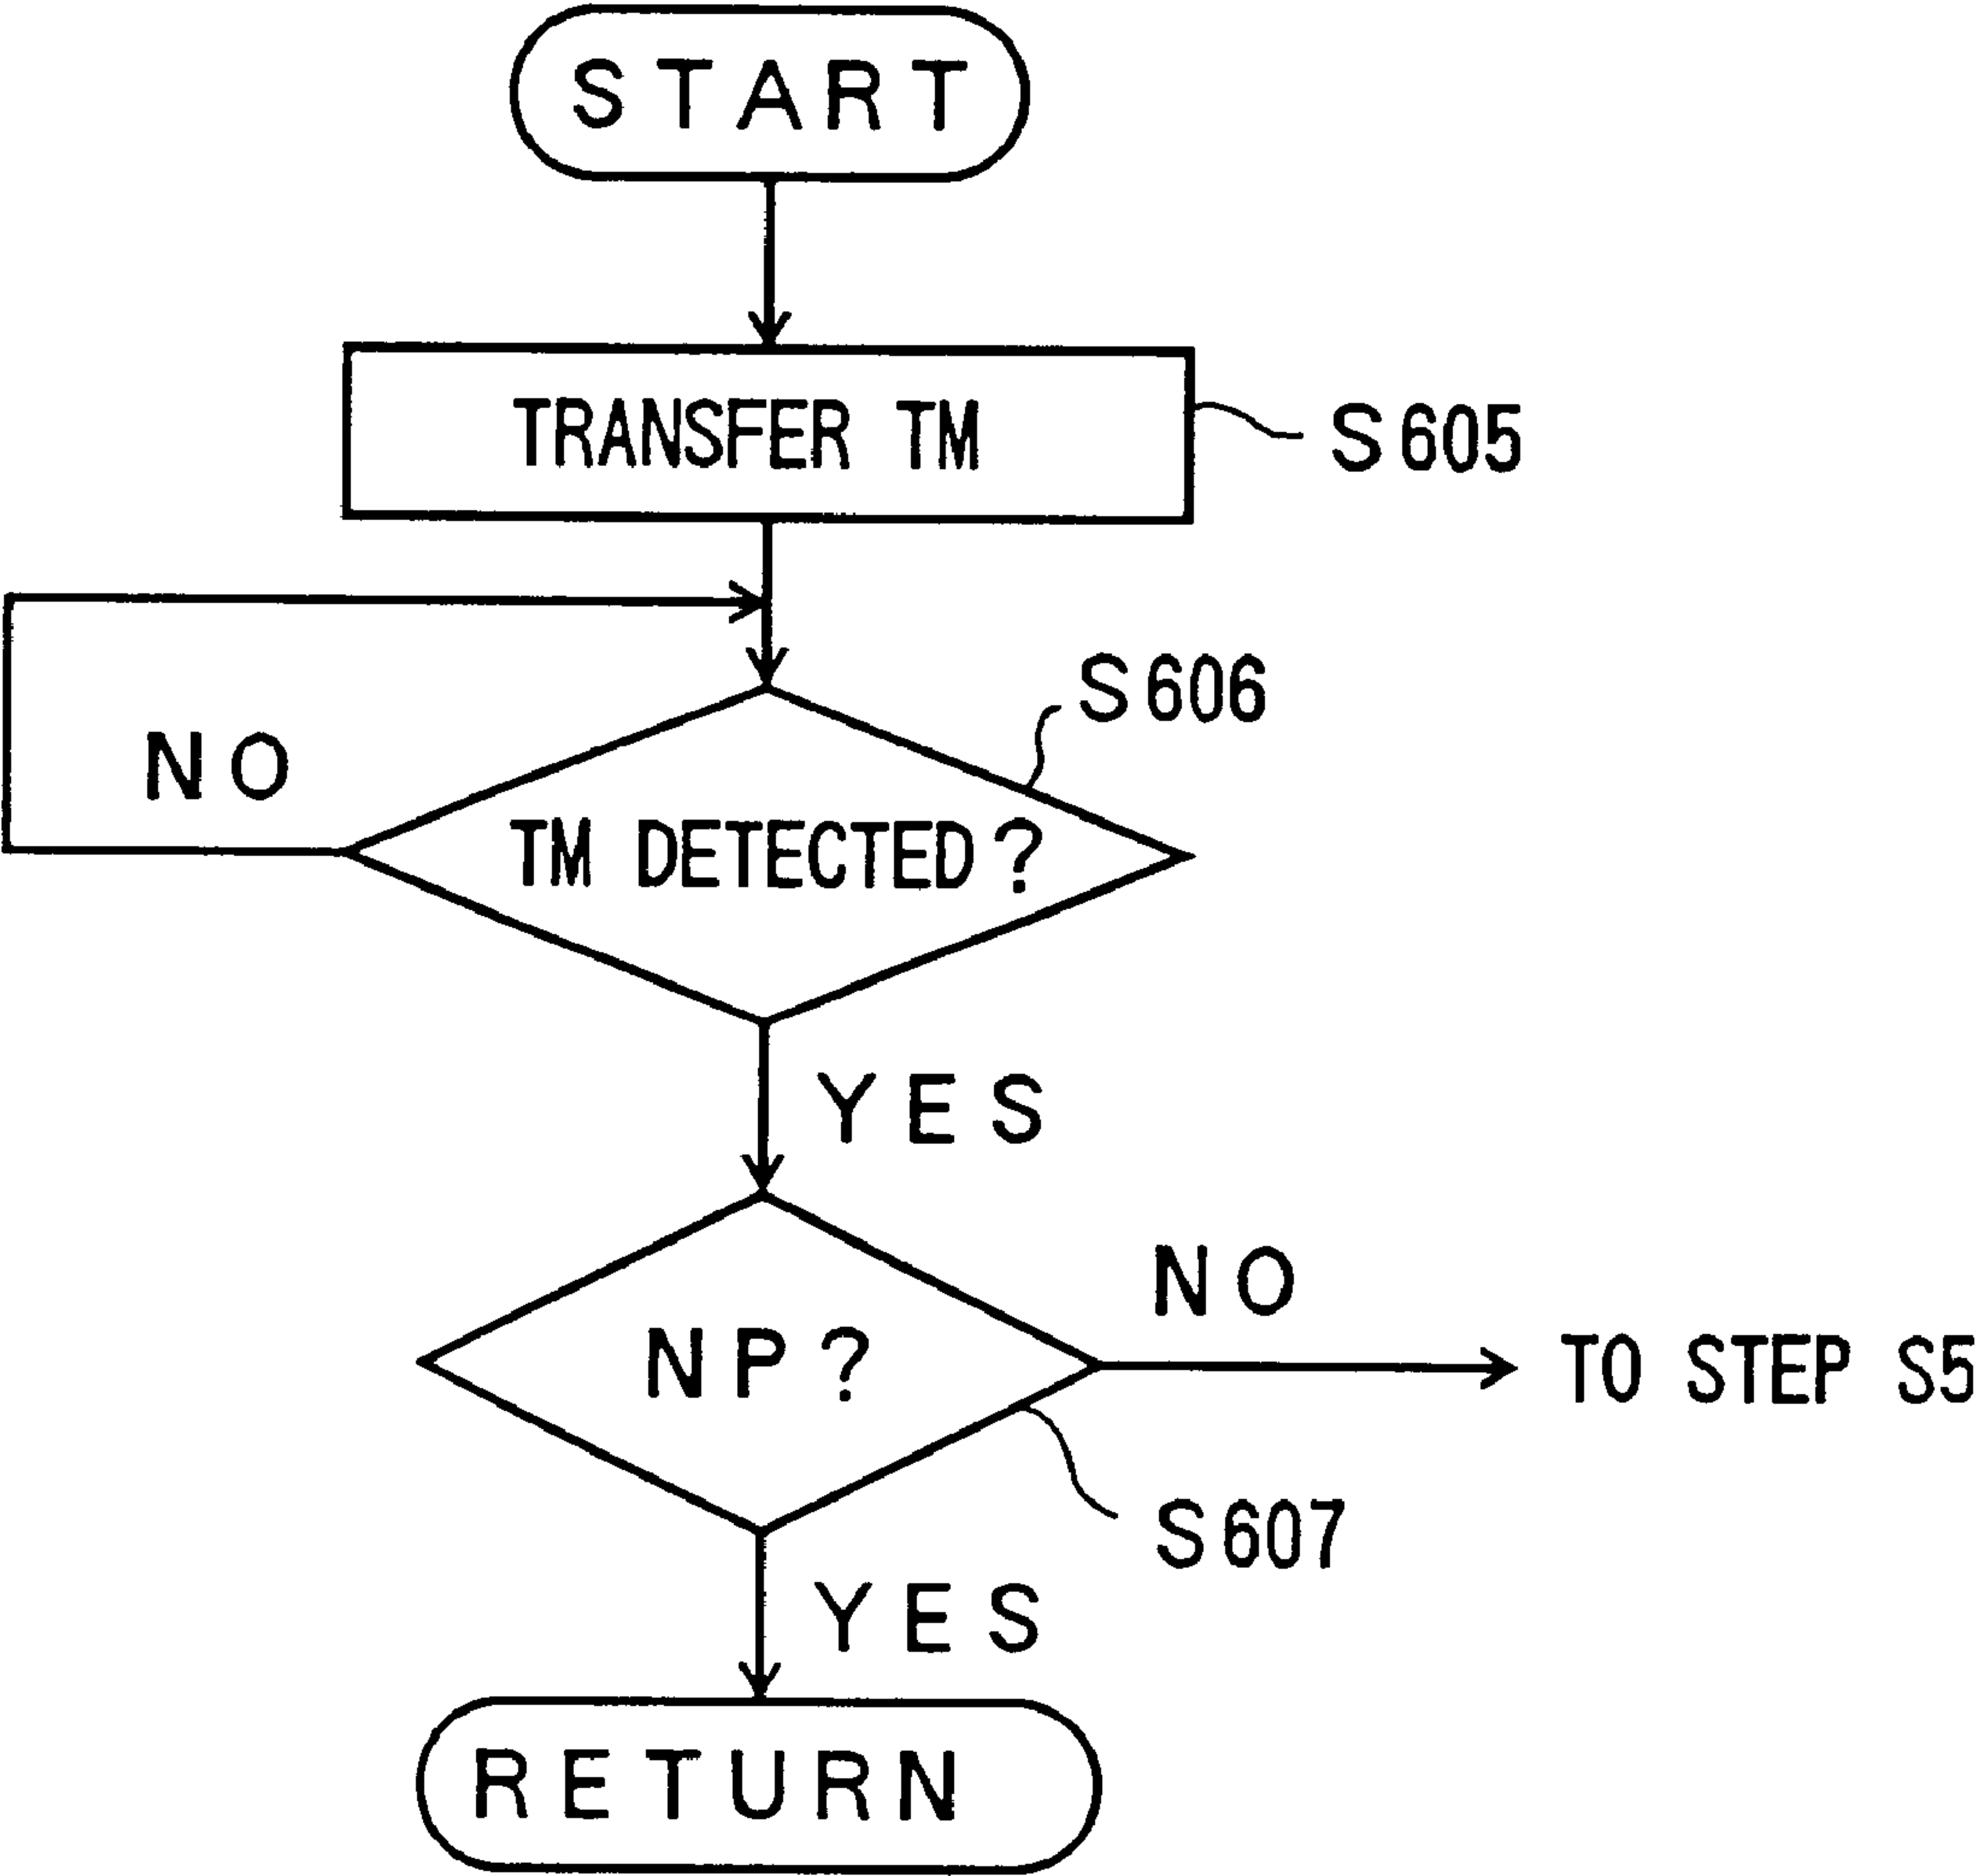 START
TRANSFER TM
S605
S606
NO
TM DETECTED?
YES
NO
NP?
TO STEP S5
S607
YES
RETURN